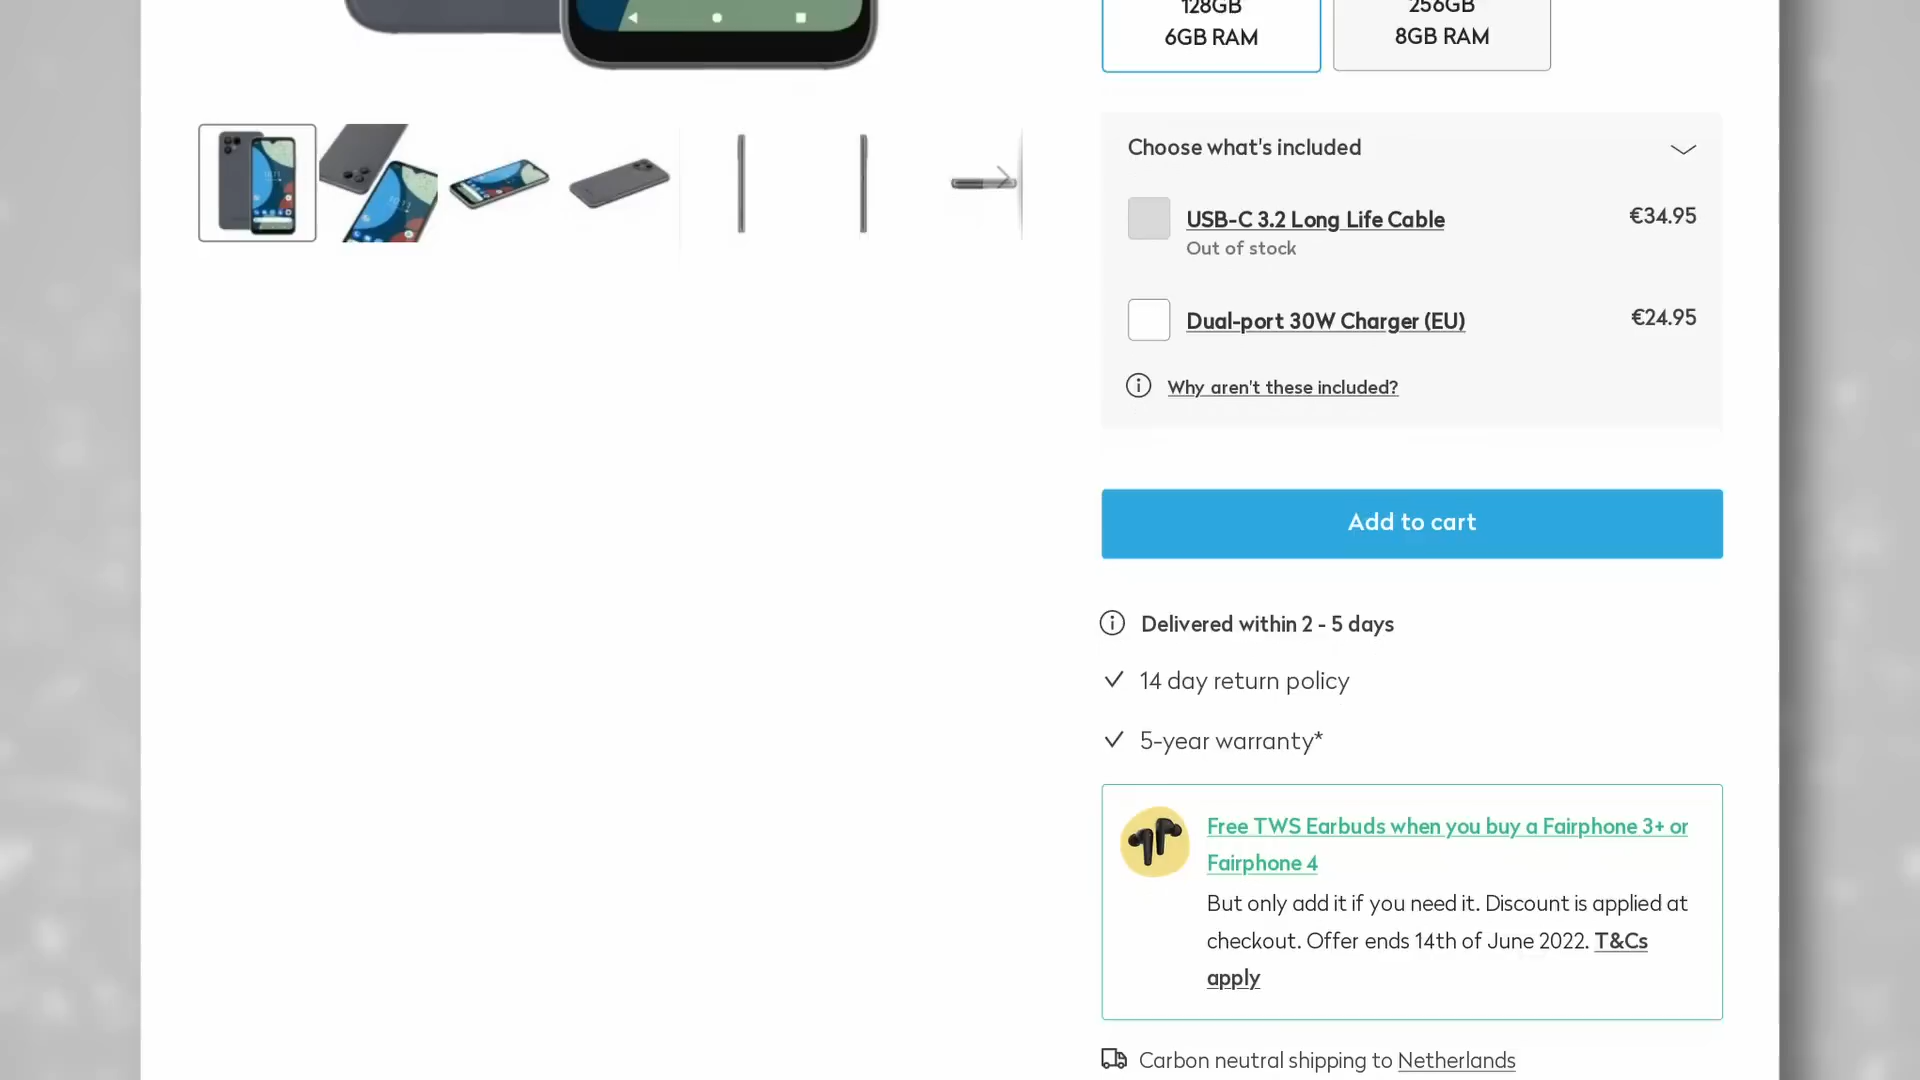 128GB
256GB
6GB RAM
8GB RAM
Choose what's included
USB-C 3.2 Long Life Cable
€34.95
Out of stock
Dual-port 30W Charger (EU)
€24.95
Why aren't these included?
Add to cart
Delivered within 2 - 5 days
14 day return policy
5-year warranty*
Free TWS Earbuds when you buy a Fairphone 3+ or
Fairphone 4
But only add it if you need it. Discount is applied at
checkout. Offer ends 14th of June 2022. T&Cs
apply
Carbon neutral shipping to Netherlands